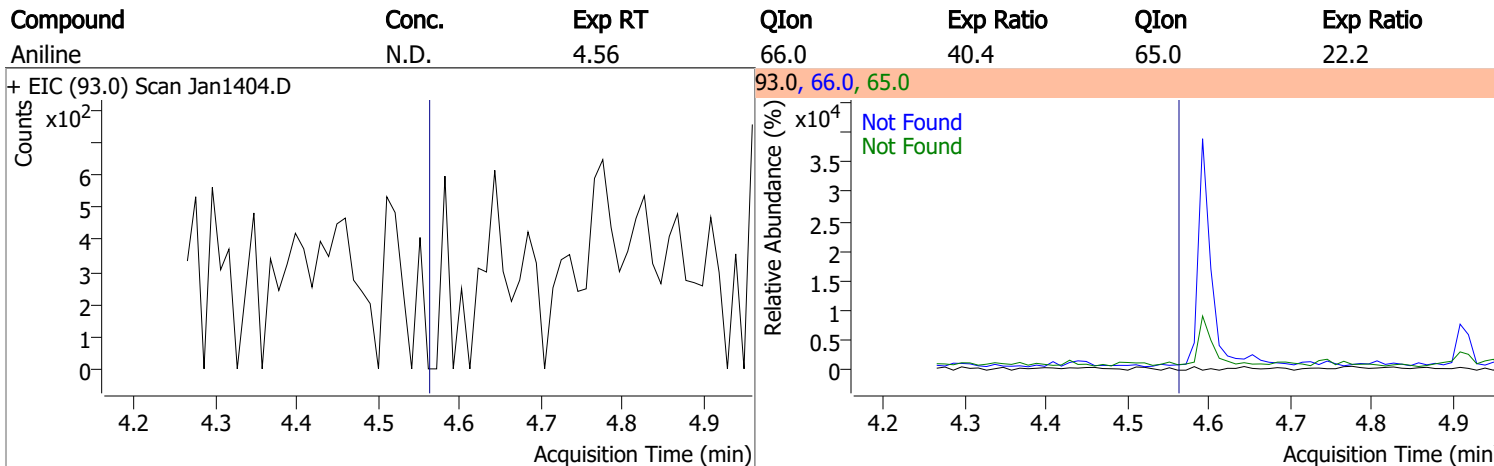 Compound Conc. Exp RT QIon Exp Ratio QIon Exp Ratio
Aniline N.D. 4.56 66.0 40.4 65.0 22.2
+ EIC (93.0) Scan Jan1404.D
Counts
x10²
6
5
4
3
2
1
0
4.2 4.3 4.4 4.5 4.6 4.7 4.8 4.9
Acquisition Time (min)
93.0, 66.0, 65.0
Relative Abundance (%)
x10⁴
Not Found
Not Found
3.5
3
2.5
2
1.5
1
0.5
0
4.2 4.3 4.4 4.5 4.6 4.7 4.8 4.9
Acquisition Time (min